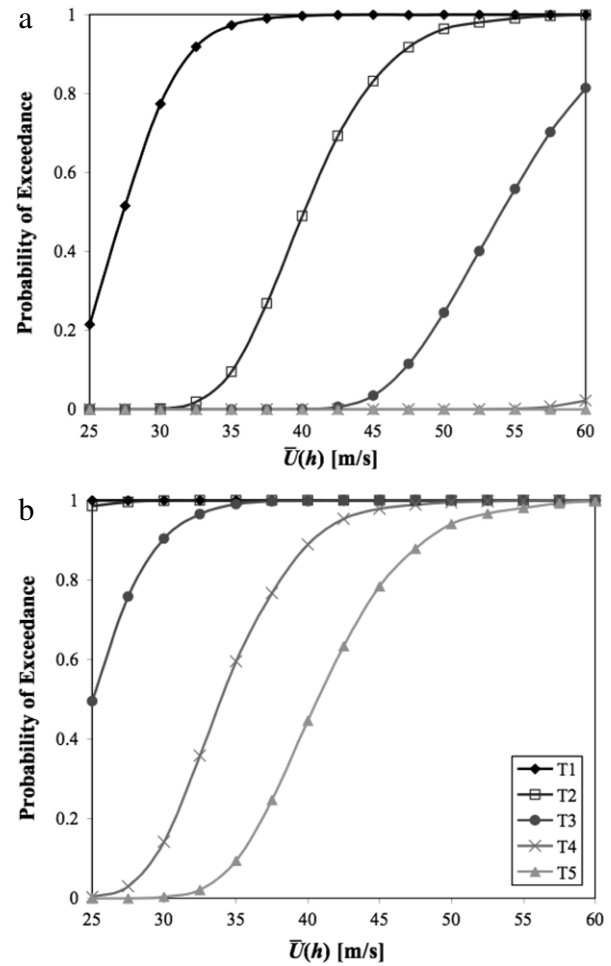 a
1
0.8
0.6
0.4
0.2
0
Probability of Exceedance
25 30 35 40 45 50 55 60
Ū(h) [m/s]
b
1
0.8
0.6
0.4
0.2
0
Probability of Exceedance
T1
T2
T3
T4
T5
25 30 35 40 45 50 55 60
Ū(h) [m/s]